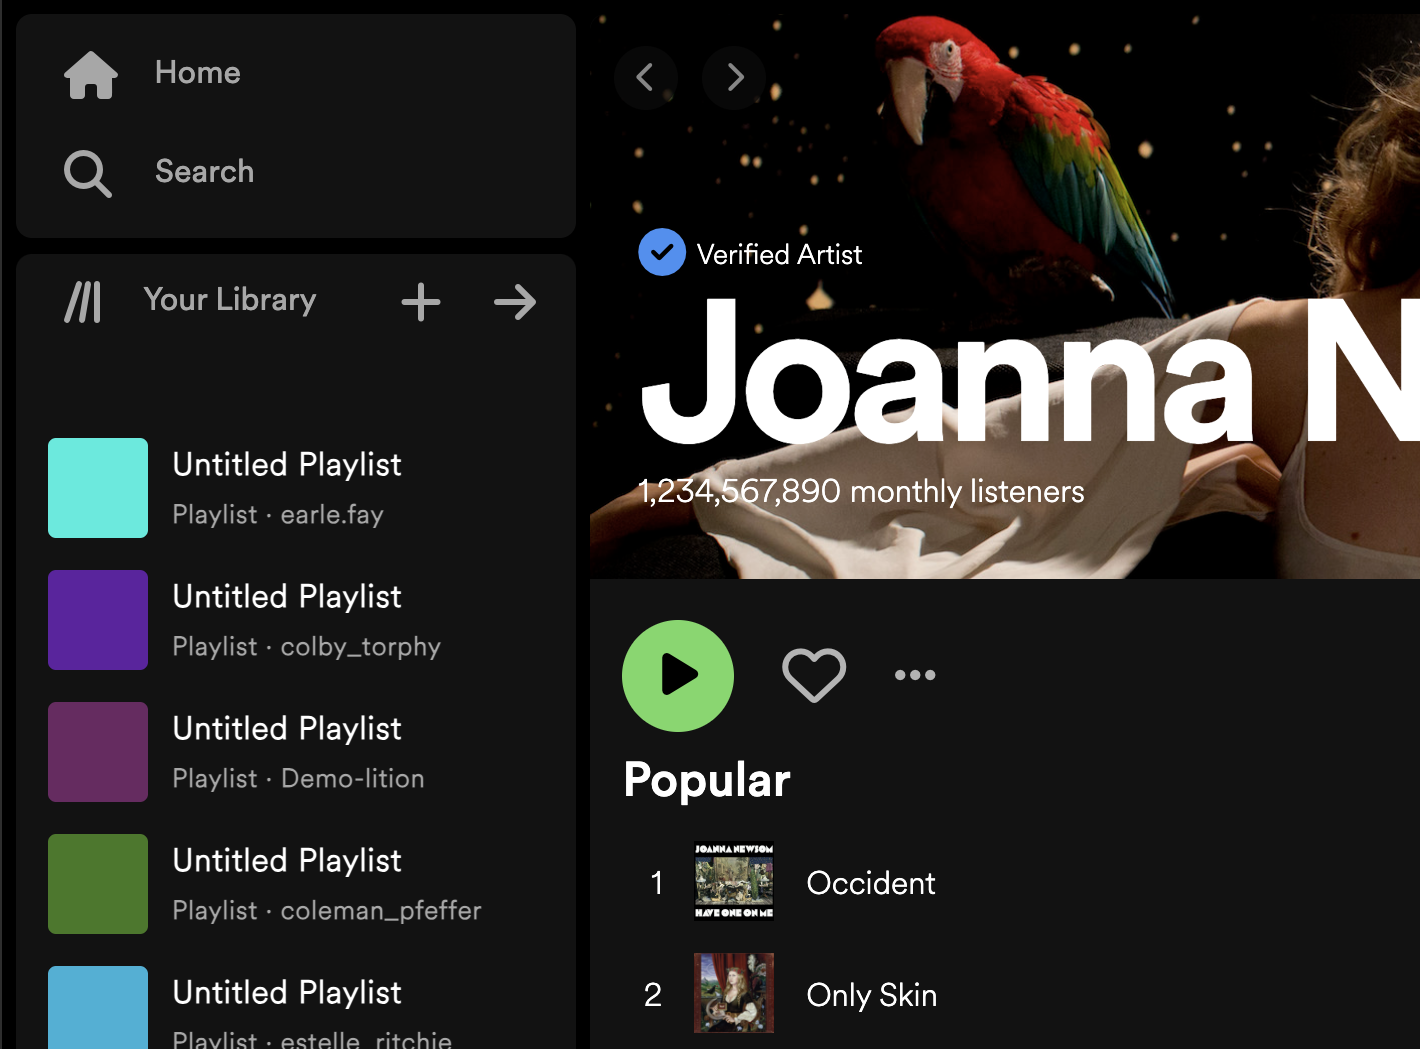 Home
Search
Your Library
Untitled Playlist
Playlist · earle.fay
Untitled Playlist
Playlist · colby_torphy
Untitled Playlist
Playlist · Demo-lition
Untitled Playlist
Playlist · coleman_pfeffer
Untitled Playlist
Playlist · estelle_ritchie
Verified Artist
Joanna N
1,234,567,890 monthly listeners
Popular
1
JOANNA NEWSOM
HAVE ONE ON ME
Occident
2
Only Skin